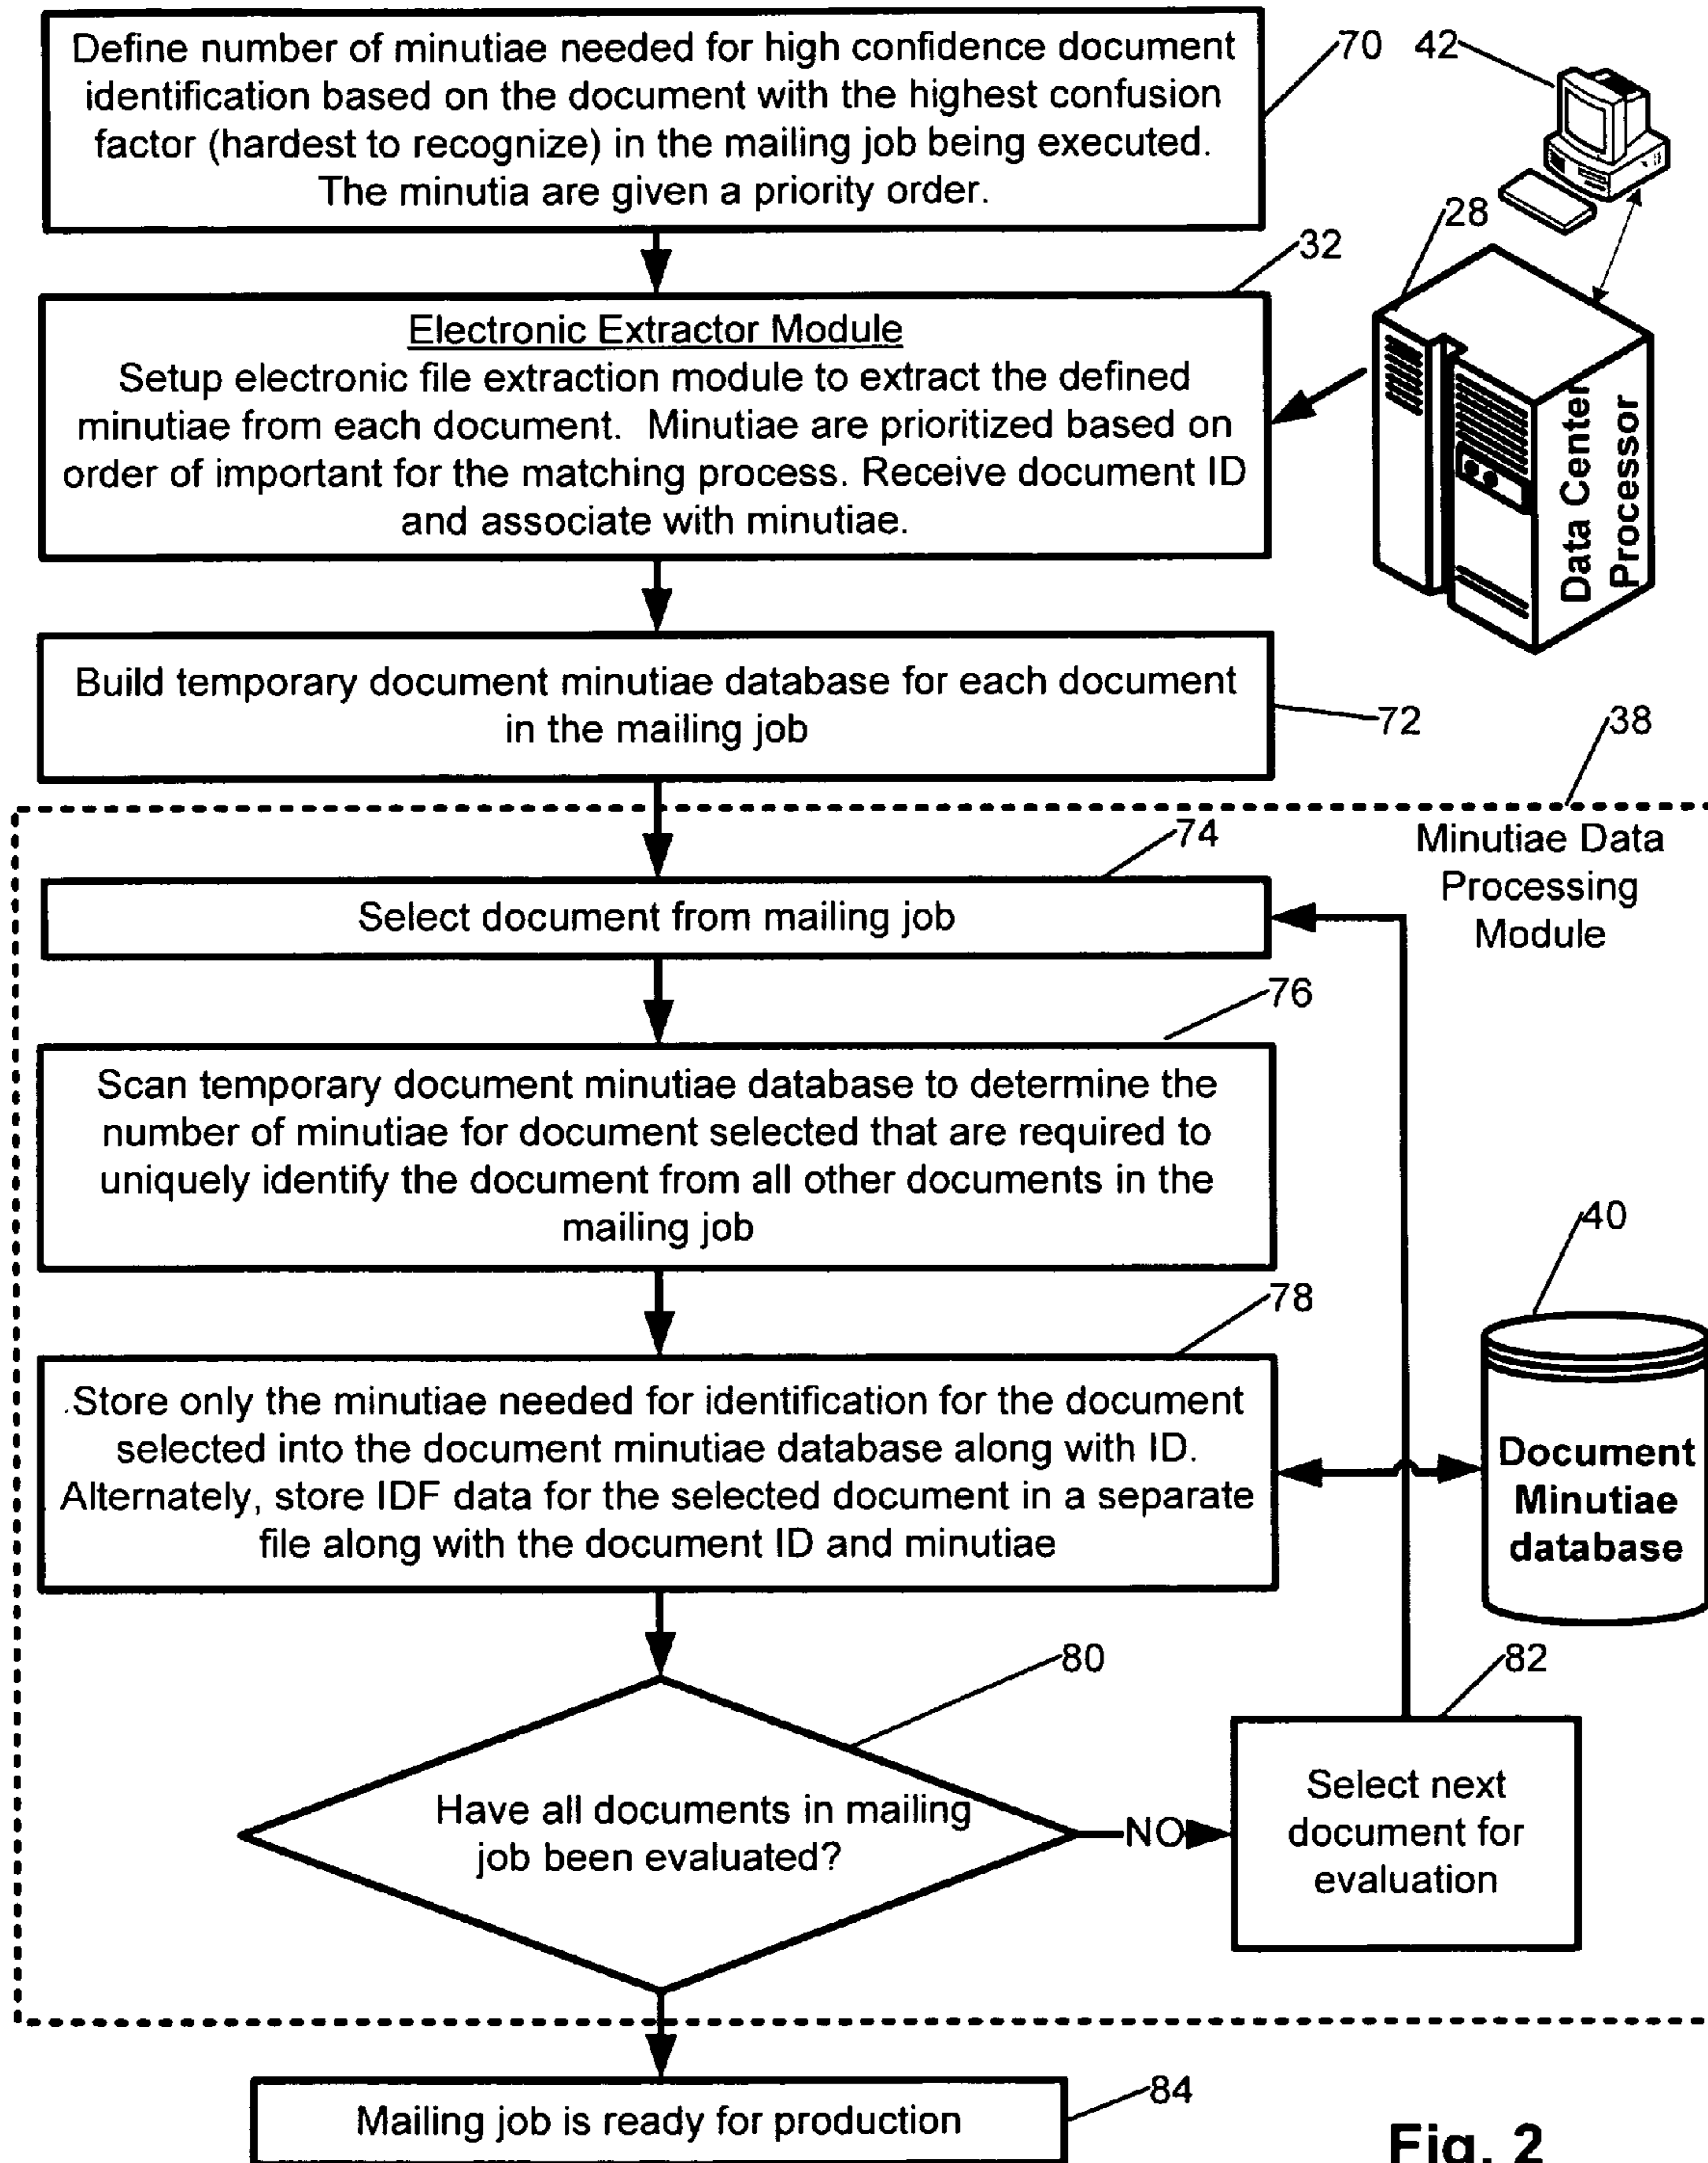 Define number of minutiae needed for high confidence document
identification based on the document with the highest confusion
factor (hardest to recognize) in the mailing job being executed.
The minutia are given a priority order.
70
42
28
32
Electronic Extractor Module
Setup electronic file extraction module to extract the defined
minutiae from each document. Minutiae are prioritized based on
order of important for the matching process. Receive document ID
and associate with minutiae.
Data Center
Processor
Build temporary document minutiae database for each document
in the mailing job
72
38
Minutiae Data
Processing
Module
74
Select document from mailing job
76
Scan temporary document minutiae database to determine the
number of minutiae for document selected that are required to
uniquely identify the document from all other documents in the
mailing job
40
78
Store only the minutiae needed for identification for the document
selected into the document minutiae database along with ID.
Alternately, store IDF data for the selected document in a separate
file along with the document ID and minutiae
Document
Minutiae
database
80
82
Have all documents in mailing
job been evaluated?
NO
Select next
document for
evaluation
84
Mailing job is ready for production
Fig. 2